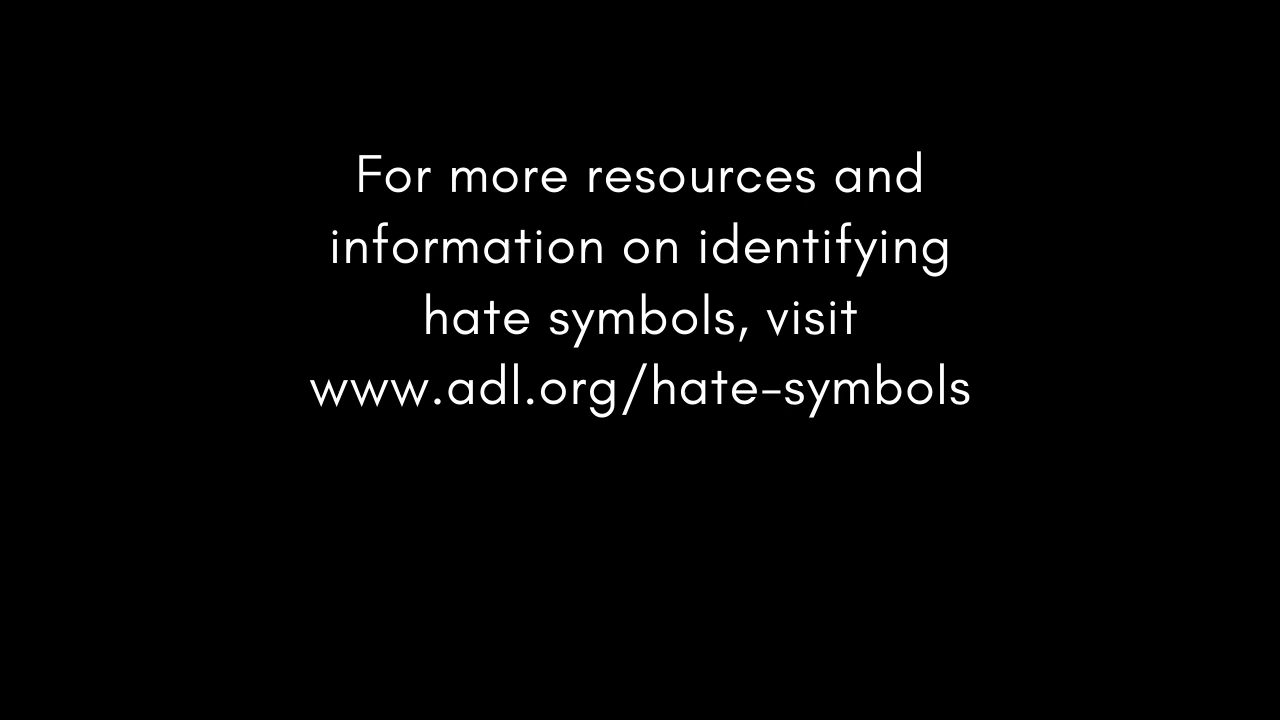 For more resources and
information on identifying
hate symbols, visit
www.adl.org/hate-symbols